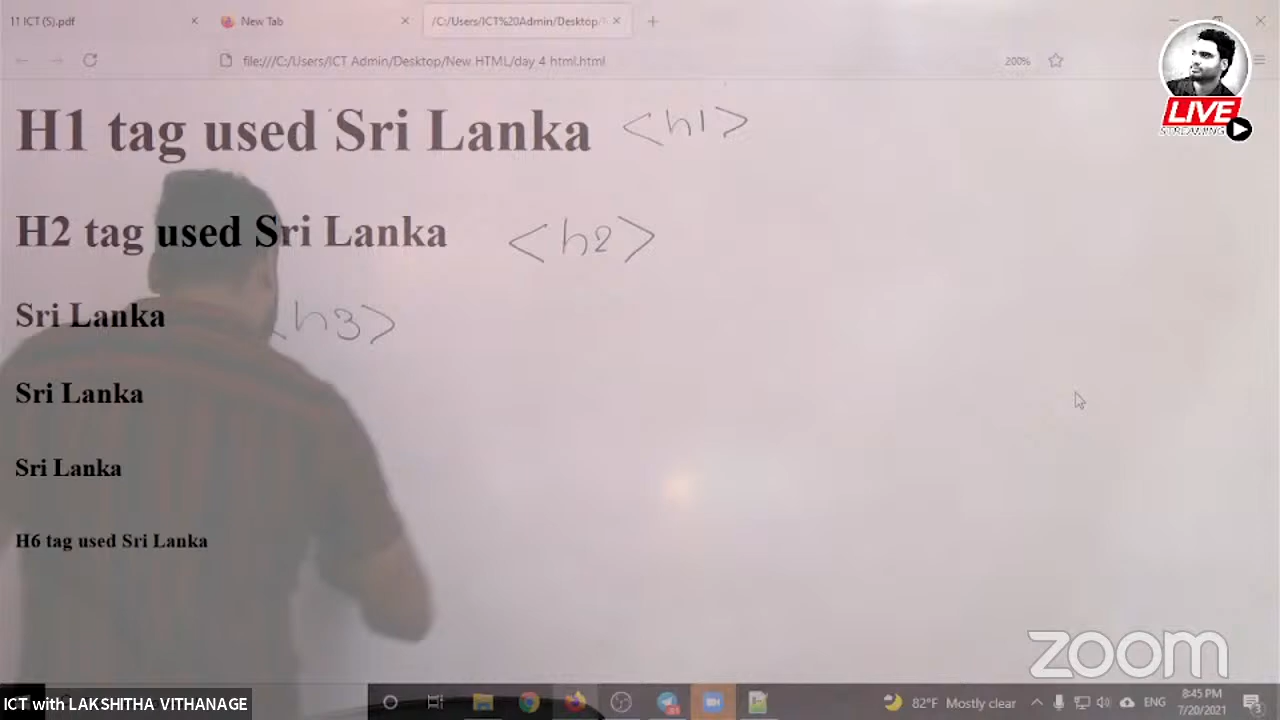 11 ICT (S).pdf
New Tab
/C:/Users/ICT%20Admin/Desktop/
file:///C:/Users/ICT Admin/Desktop/New HTML/day 4 html.html
200%
LIVE
STREAMING
H1 tag used Sri Lanka <h1>
H2 tag used Sri Lanka <h2>
Sri Lanka <h3>
Sri Lanka
Sri Lanka
H6 tag used Sri Lanka
zoom
ICT with LAKSHITHA VITHANAGE
82°F Mostly clear
ENG
8:45 PM
7/20/2021
3